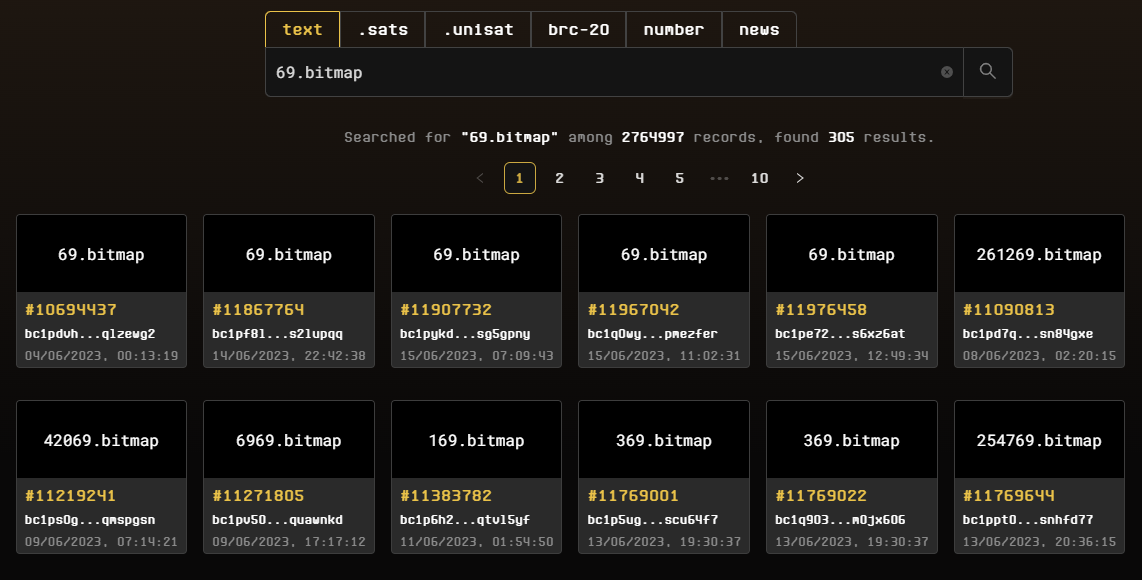 text .sats .unisat brc-20 number news
69.bitmap
Searched for "69.bitmap" among 2764997 records, found 305 results.
< 1 2 3 4 5 ··· 10 >
69.bitmap 69.bitmap 69.bitmap 69.bitmap 69.bitmap 261269.bitmap
#10694437 #11867764 #11907732 #11967042 #11976458 #11090813
bc1pdvh...qlzewg2 bc1pf8l...s2lupqq bc1pykd...sg5gpny bc1q0wy...pmezfer bc1pe72...s6xz6at bc1pd7q...sn84gxe
04/06/2023, 00:13:19 14/06/2023, 22:42:38 15/06/2023, 07:09:43 15/06/2023, 11:02:31 15/06/2023, 12:49:34 08/06/2023, 02:20:15
42069.bitmap 6969.bitmap 169.bitmap 369.bitmap 369.bitmap 254769.bitmap
#11219241 #11271805 #11383782 #11769001 #11769022 #11769644
bc1ps0g...qmspgsn bc1pv50...quawnkd bc1p6h2...qtvl5yf bc1p5ug...scu64f7 bc1q903...m0jx606 bc1ppt0...snhfd77
09/06/2023, 07:14:21 09/06/2023, 17:17:12 11/06/2023, 01:54:50 13/06/2023, 19:30:37 13/06/2023, 19:30:37 13/06/2023, 20:36:15